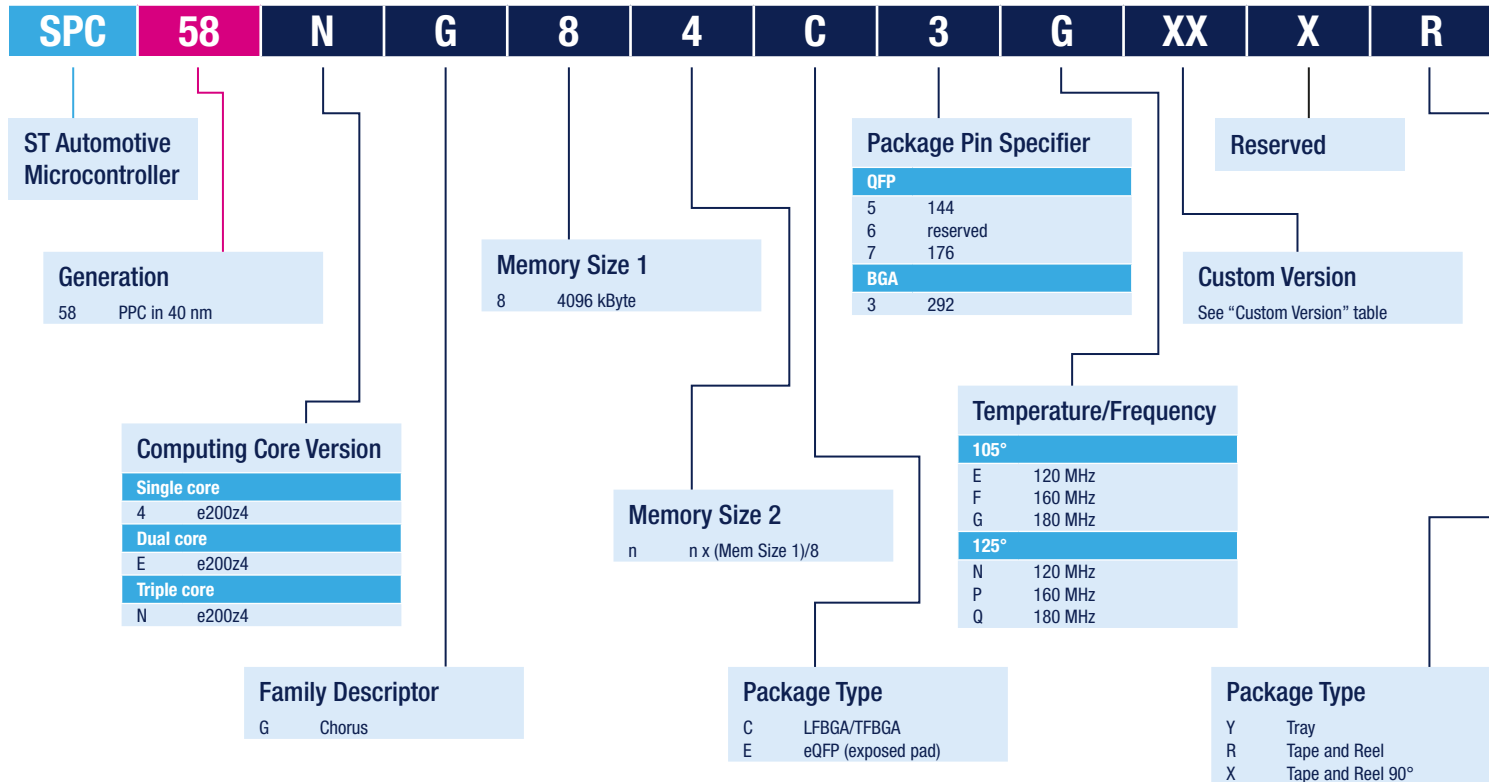 SPC 58 N G 8 4 C 3 G XX X R
ST Automotive
Microcontroller
Generation
58 PPC in 40 nm
Computing Core Version
Single core
4 e200z4
Dual core
E e200z4
Triple core
N e200z4
Family Descriptor
G Chorus
Memory Size 1
8 4096 kByte
Memory Size 2
n n x (Mem Size 1)/8
Package Type
C LFBGA/TFBGA
E eQFP (exposed pad)
Package Pin Specifier
QFP
5 144
6 reserved
7 176
BGA
3 292
Temperature/Frequency
105°
E 120 MHz
F 160 MHz
G 180 MHz
125°
N 120 MHz
P 160 MHz
Q 180 MHz
Custom Version
See “Custom Version” table
Reserved
Package Type
Y Tray
R Tape and Reel
X Tape and Reel 90°